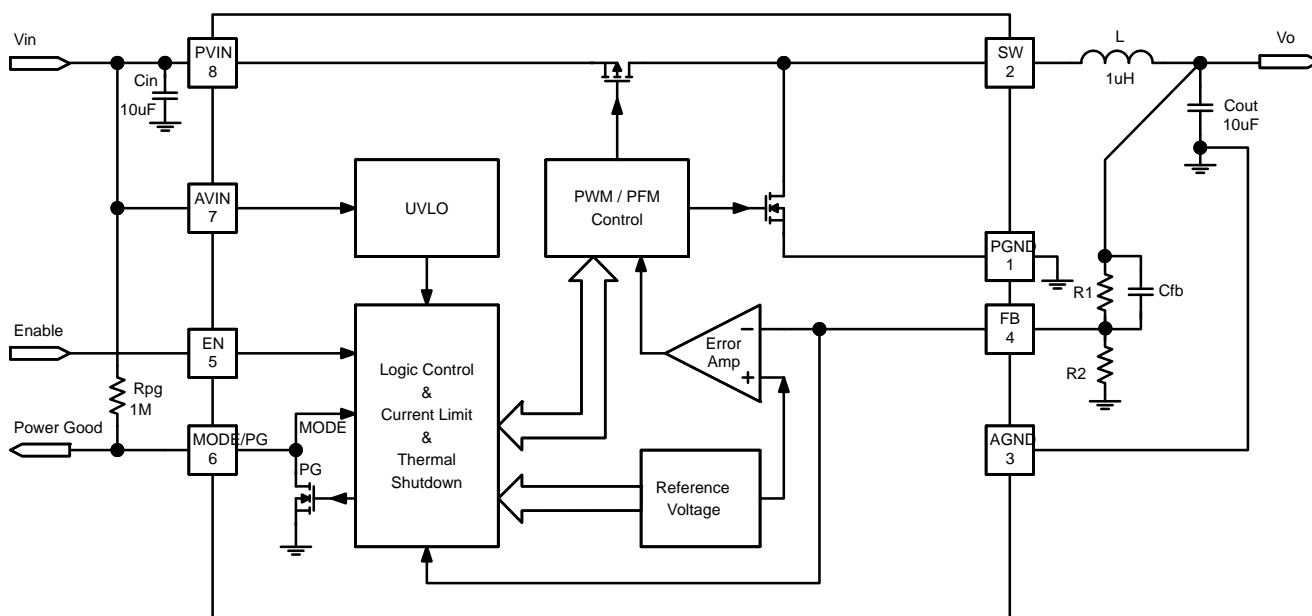 Vin
PVIN
8
Cin
10uF
SW
2
L
1uH
Vo
Cout
10uF
AVIN
7
UVLO
PWM / PFM
Control
PGND
1
R1
Cfb
Enable
EN
5
Logic Control
&
Current Limit
&
Thermal
Shutdown
−
Error
Amp
+
FB
4
R2
Rpg
1M
Power Good
MODE/PG
6
MODE
PG
Reference
Voltage
AGND
3